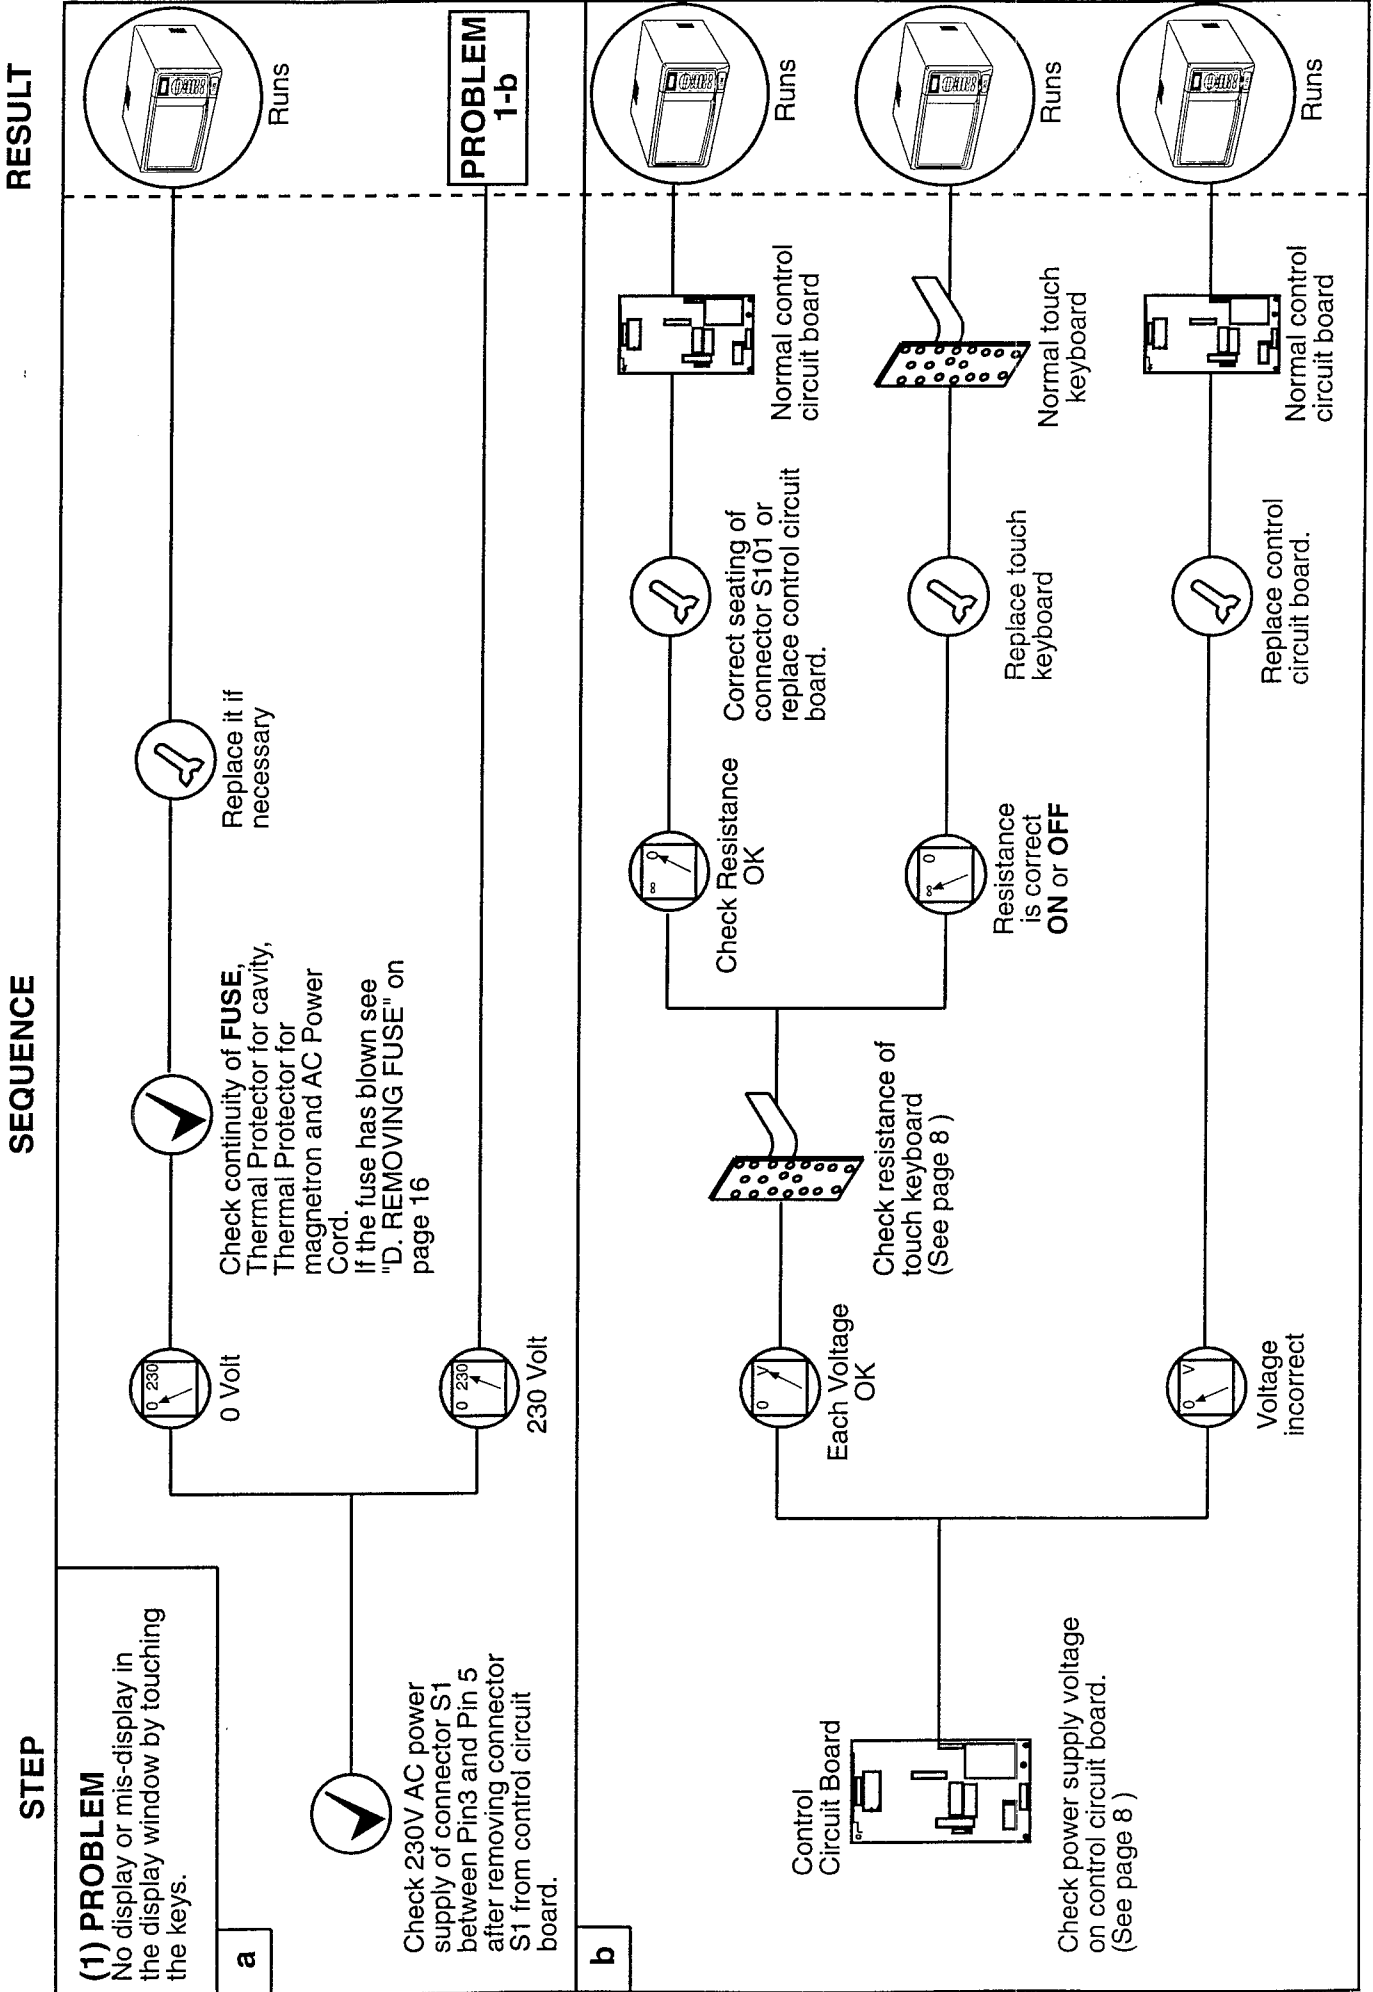 STEP
SEQUENCE
RESULT
(1) PROBLEM
No display or mis-display in
the display window by touching
the keys.
a
Check 230V AC power
supply of connector S1
between Pin3 and Pin 5
after removing connector
S1 from control circuit
board.
0 230
0 Volt
Check continuity of FUSE,
Thermal Protector for cavity,
Thermal Protector for
magnetron and AC Power
Cord.
If the fuse has blown see
"D. REMOVING FUSE" on
page 16
Replace it if
necessary
Runs
0 230
230 Volt
PROBLEM
1-b
b
Control
Circuit Board
Check power supply voltage
on control circuit board.
(See page 8 )
0 V
Each Voltage
OK
Check resistance of
touch keyboard
(See page 8 )
∞ 0
Check Resistance
OK
Correct seating of
connector S101 or
replace control circuit
board.
Normal control
circuit board
Runs
∞ 0
Resistance
is correct
ON or OFF
Replace touch
keyboard
Normal touch
keyboard
Runs
0 V
Voltage
incorrect
Replace control
circuit board.
Normal control
circuit board
Runs